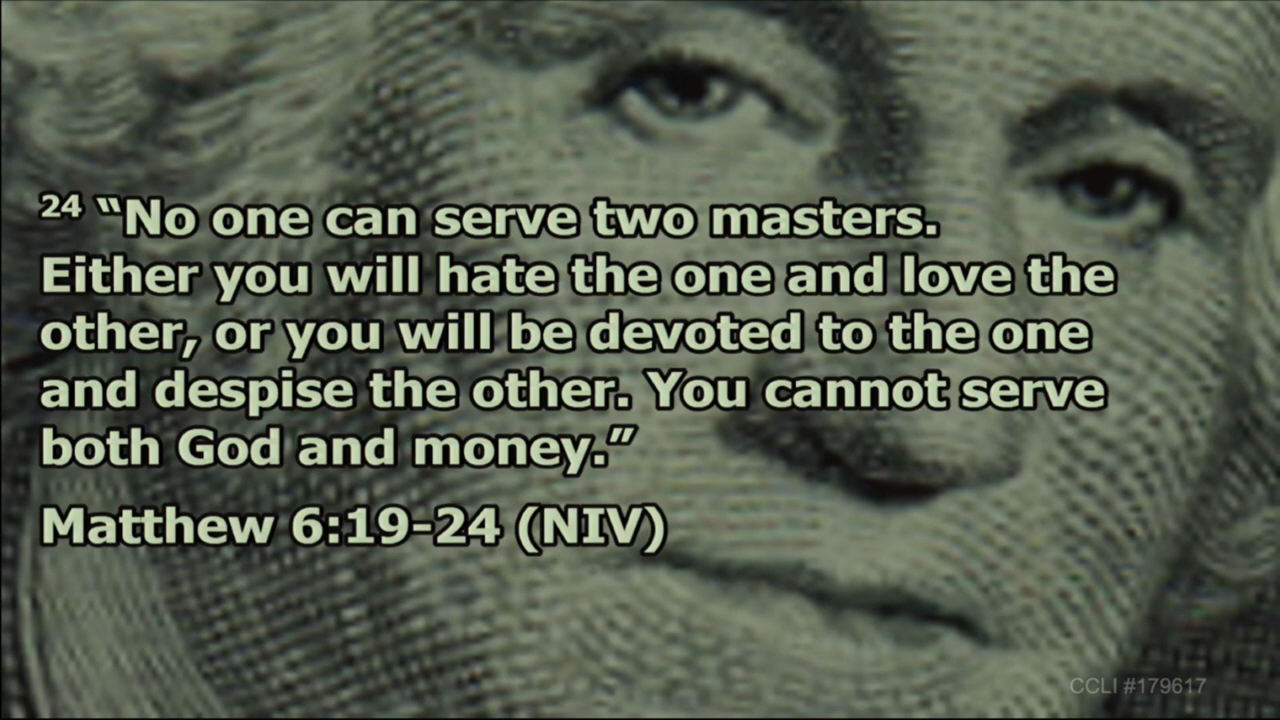 24 “No one can serve two masters.
Either you will hate the one and love the
other, or you will be devoted to the one
and despise the other. You cannot serve
both God and money.”
Matthew 6:19-24 (NIV)
CCLI #179617